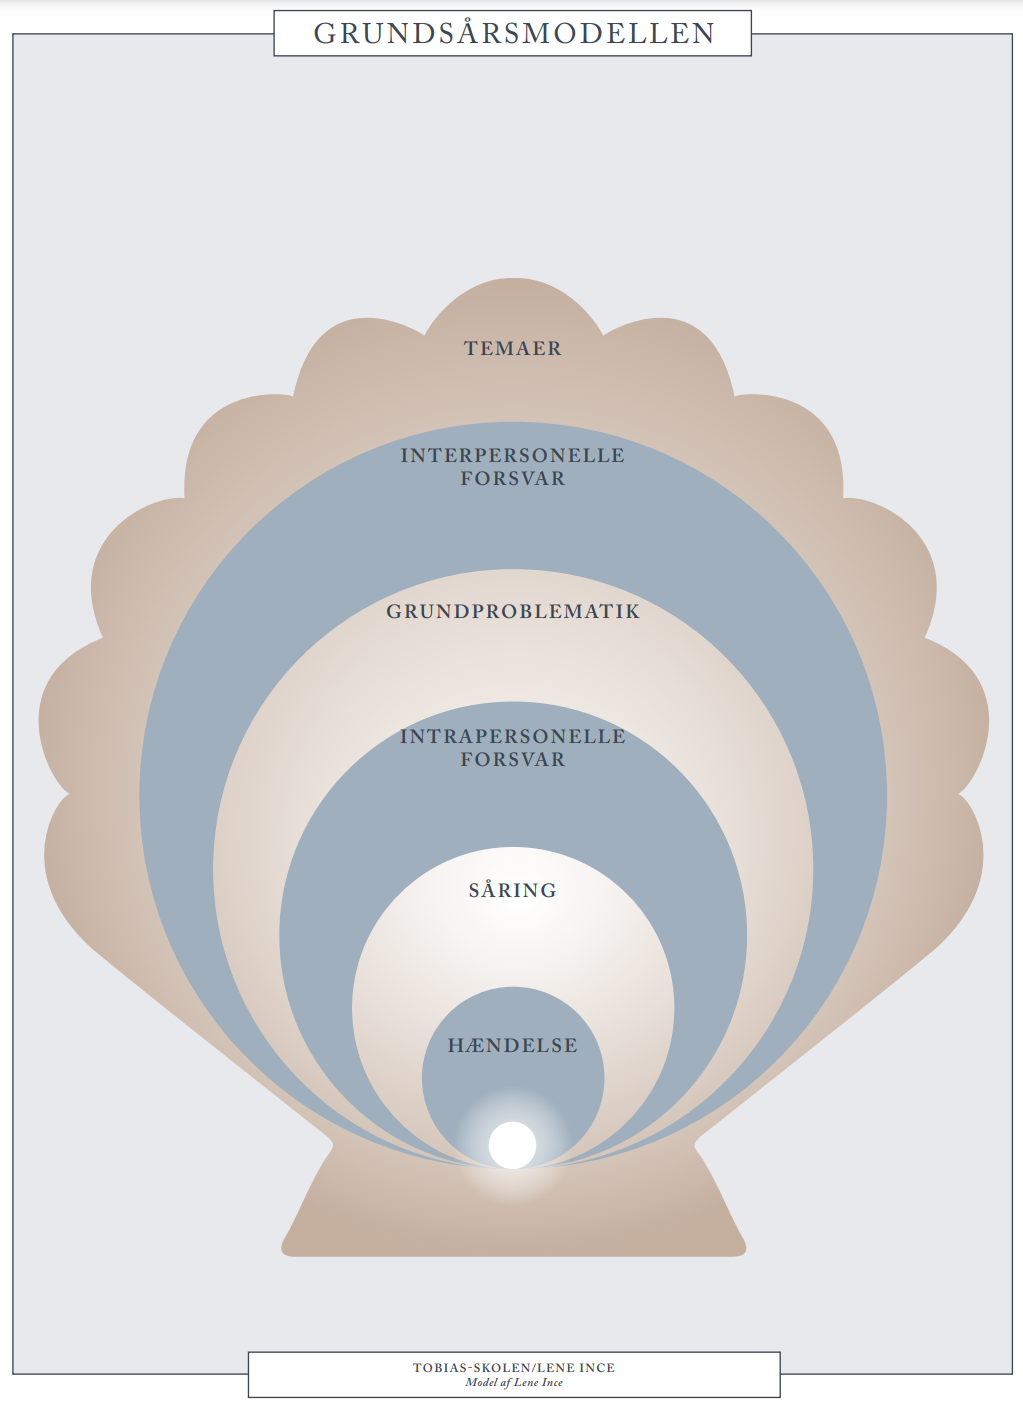 GRUNDSÅRSMODELLEN
TEMAER
INTERPERSONELLE
FORSVAR
GRUNDPROBLEMATIK
INTRAPERSONELLE
FORSVAR
SÅRING
HÆNDELSE
TOBIAS-SKOLEN/LENE INCE
Model af Lene Ince